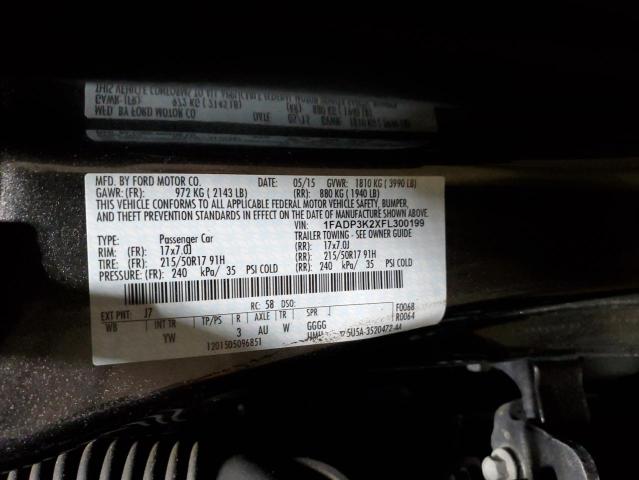 MFD. BY FORD MOTOR CO. DATE: 05/15 GVWR: 1810 KG ( 3990 LB)
GAWR: (FR): 972 KG ( 2143 LB) (RR): 880 KG ( 1940 LB)
THIS VEHICLE CONFORMS TO ALL APPLICABLE FEDERAL MOTOR VEHICLE SAFETY, BUMPER,
AND THEFT PREVENTION STANDARDS IN EFFECT ON THE DATE OF MANUFACTURE SHOWN ABOVE.
VIN: 1FADP3K2XFL300199
TYPE: Passenger Car TRAILER TOWING - SEE OWNER GUIDE
RIM: (FR): 17x7.0J (RR): 17x7.0J
TIRE: (FR): 215/50R17 91H (RR): 215/50R17 91H
PRESSURE: (FR): 240 kPa/ 35 PSI COLD (RR): 240 kPa/ 35 PSI COLD
EXT PNT: J7 RC: 58 DSO:
WB INT TR TP/PS R AXLE TR SPR F0068
YW 3 AU W GGGG R0064
12015D5096851 5U5A-3520472-AA